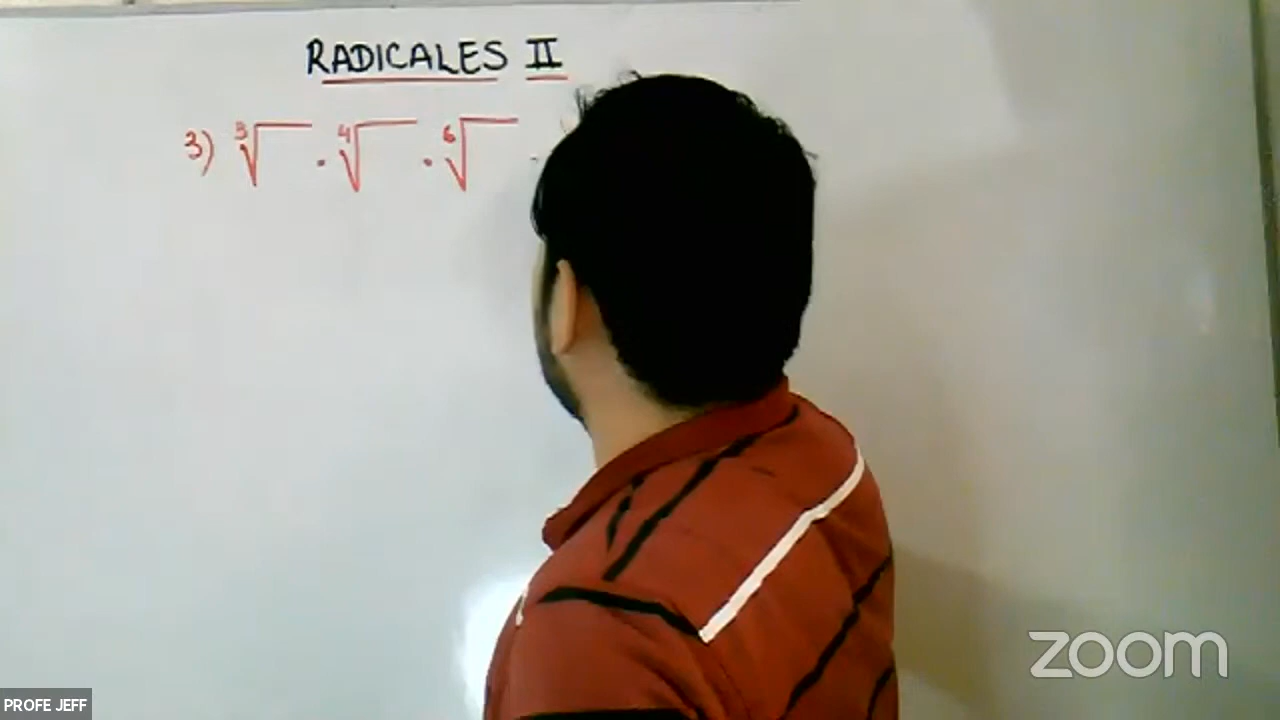 RADICALES II
3) ∛ . ∜ . ⁶√ .
zoom
PROFE JEFF